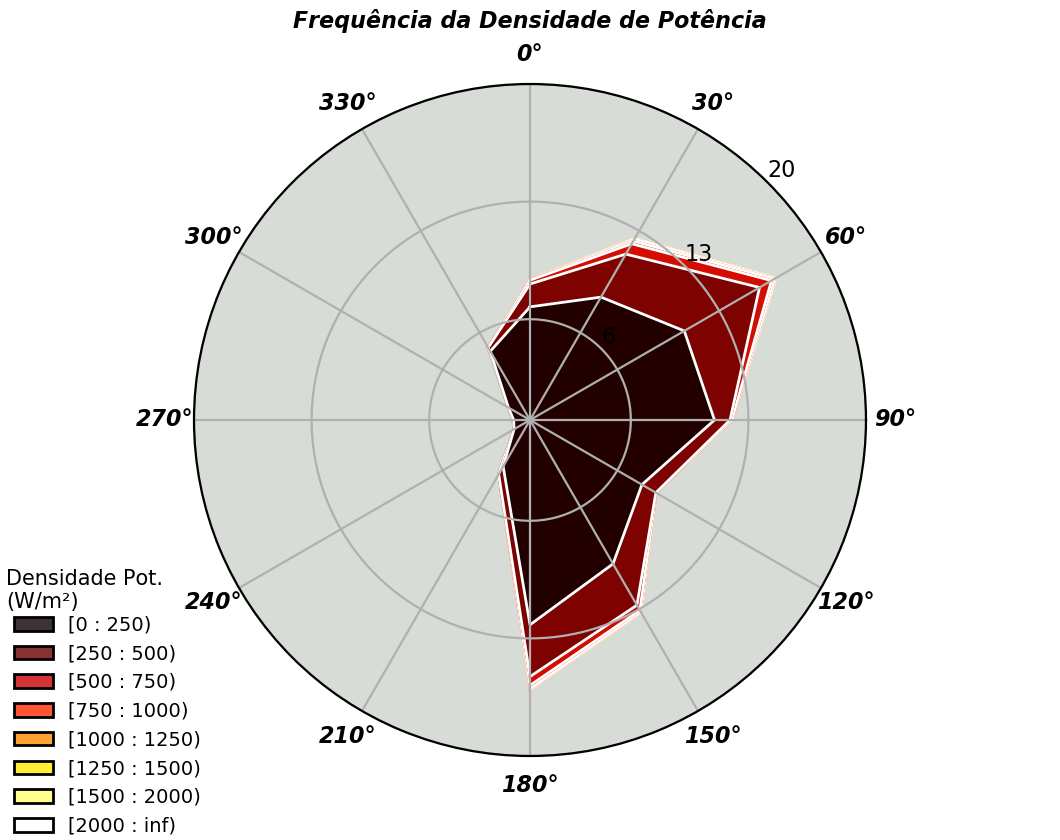 Frequência da Densidade de Potência
0°
330°
30°
20
300°
60°
13
6
270°
90°
Densidade Pot.
(W/m²)
240°
120°
[0 : 250)
[250 : 500)
[500 : 750)
[750 : 1000)
210°
150°
[1000 : 1250)
[1250 : 1500)
180°
[1500 : 2000)
[2000 : inf)